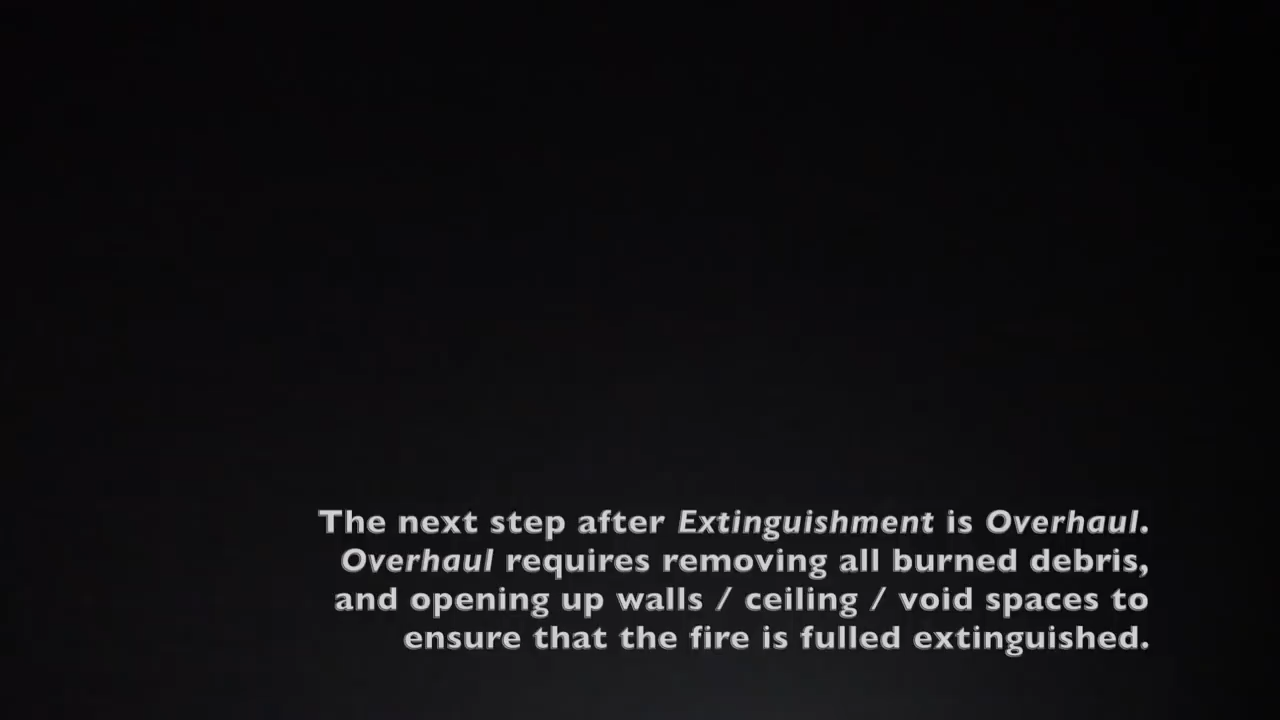 The next step after Extinguishment is Overhaul.
Overhaul requires removing all burned debris,
and opening up walls / ceiling / void spaces to
ensure that the fire is fulled extinguished.